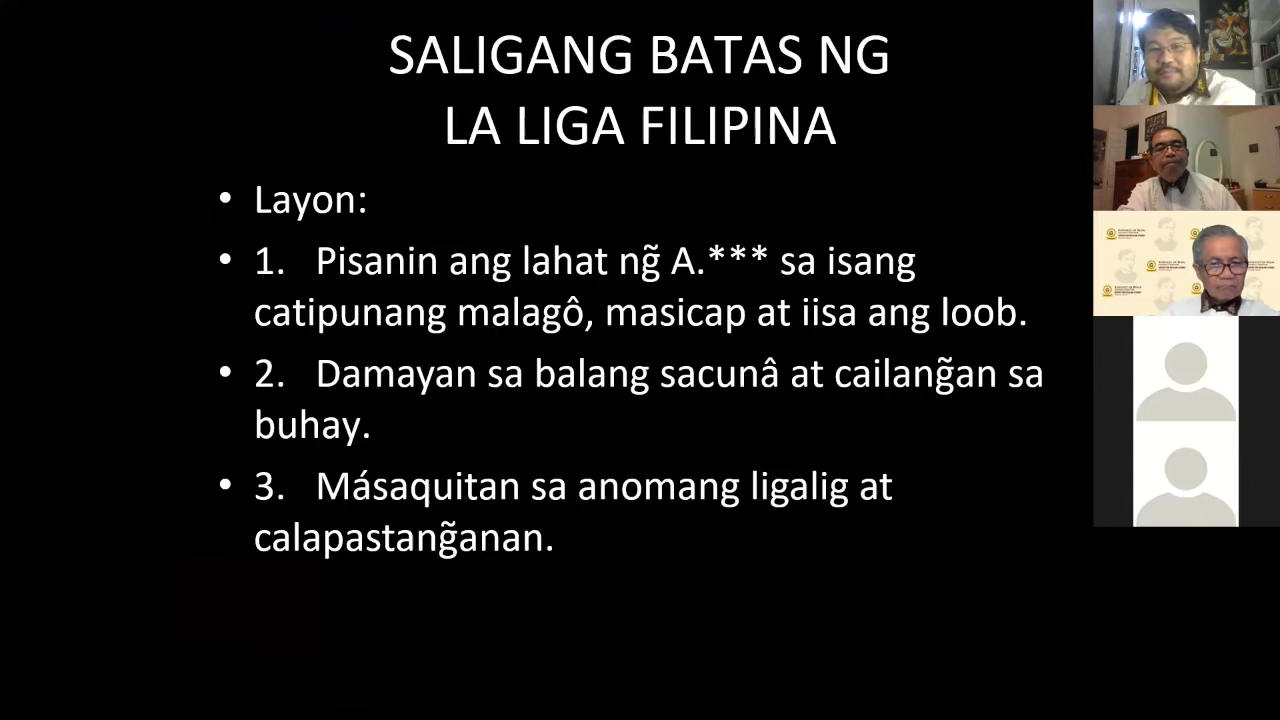 SALIGANG BATAS NG
LA LIGA FILIPINA
• Layon:
• 1. Pisanin ang lahat ng̃ A.*** sa isang
catipunang malagô, masicap at iisa ang loob.
• 2. Damayan sa balang sacunâ at cailang̃an sa
buhay.
• 3. Másaquitan sa anomang ligalig at
calapastang̃anan.